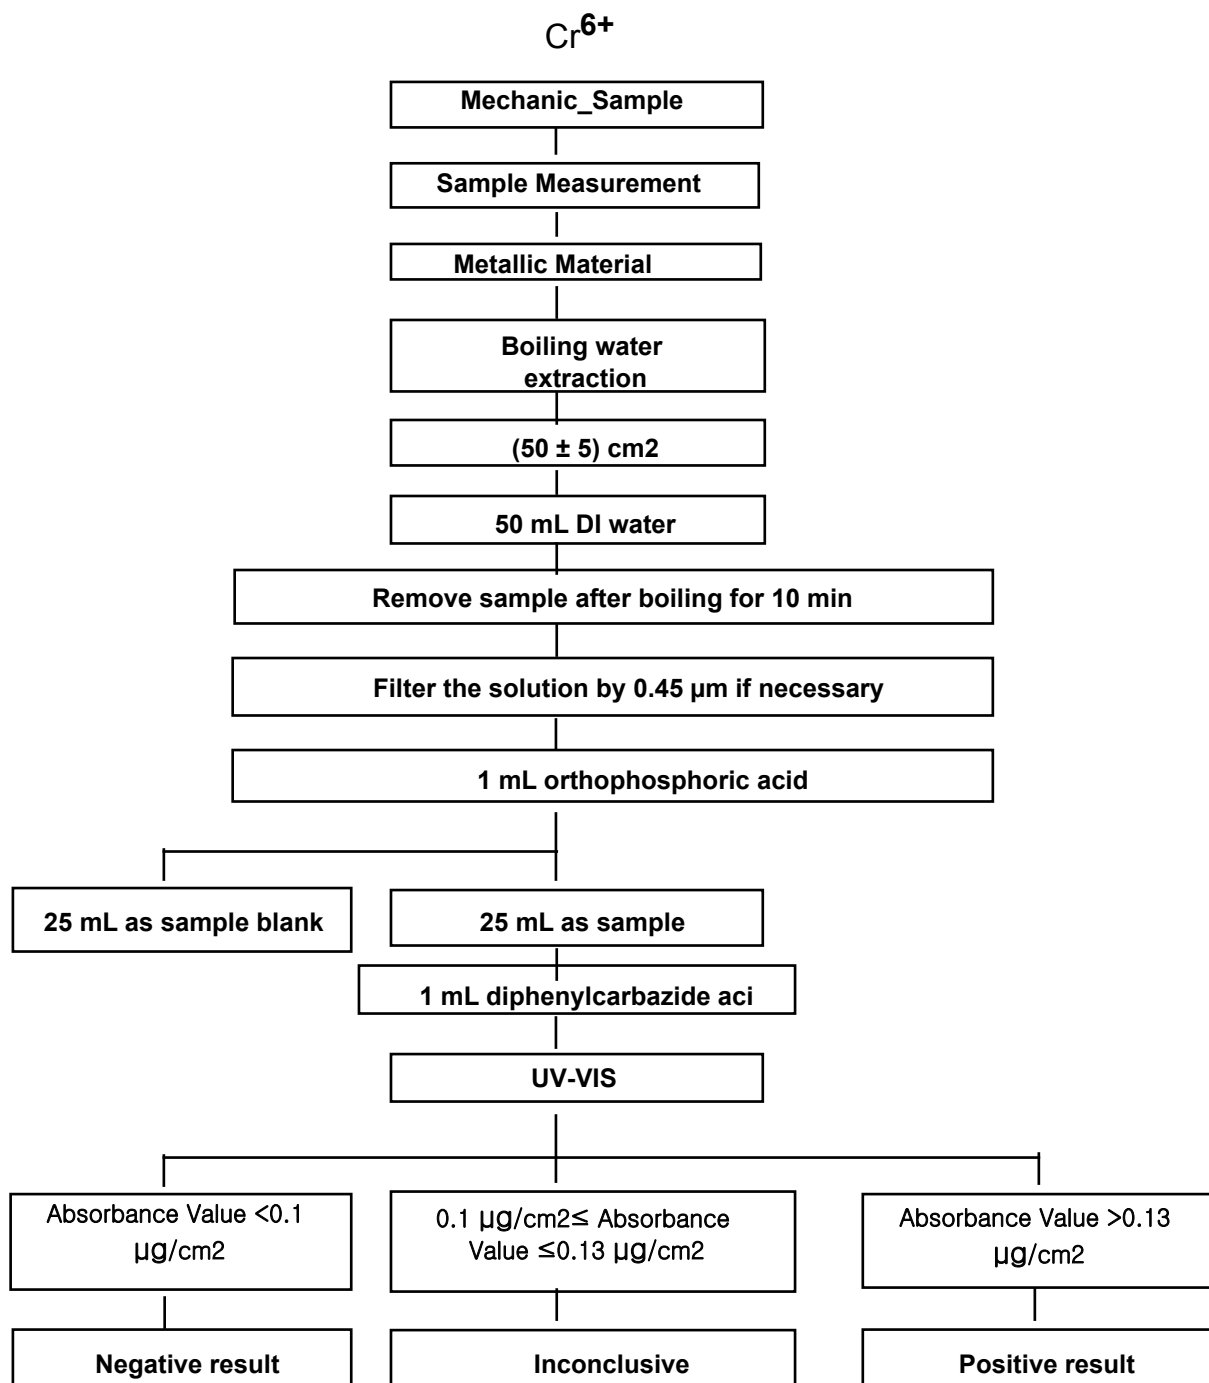 Cr6+
Mechanic_Sample
Sample Measurement
Metallic Material
Boiling water
extraction
(50 ± 5) cm2
50 mL DI water
Remove sample after boiling for 10 min
Filter the solution by 0.45 µm if necessary
1 mL orthophosphoric acid
25 mL as sample blank
25 mL as sample
1 mL diphenylcarbazide aci
UV-VIS
Absorbance Value <0.1
µg/cm2
0.1 µg/cm2≤ Absorbance
Value ≤0.13 µg/cm2
Absorbance Value >0.13
µg/cm2
Negative result
Inconclusive
Positive result